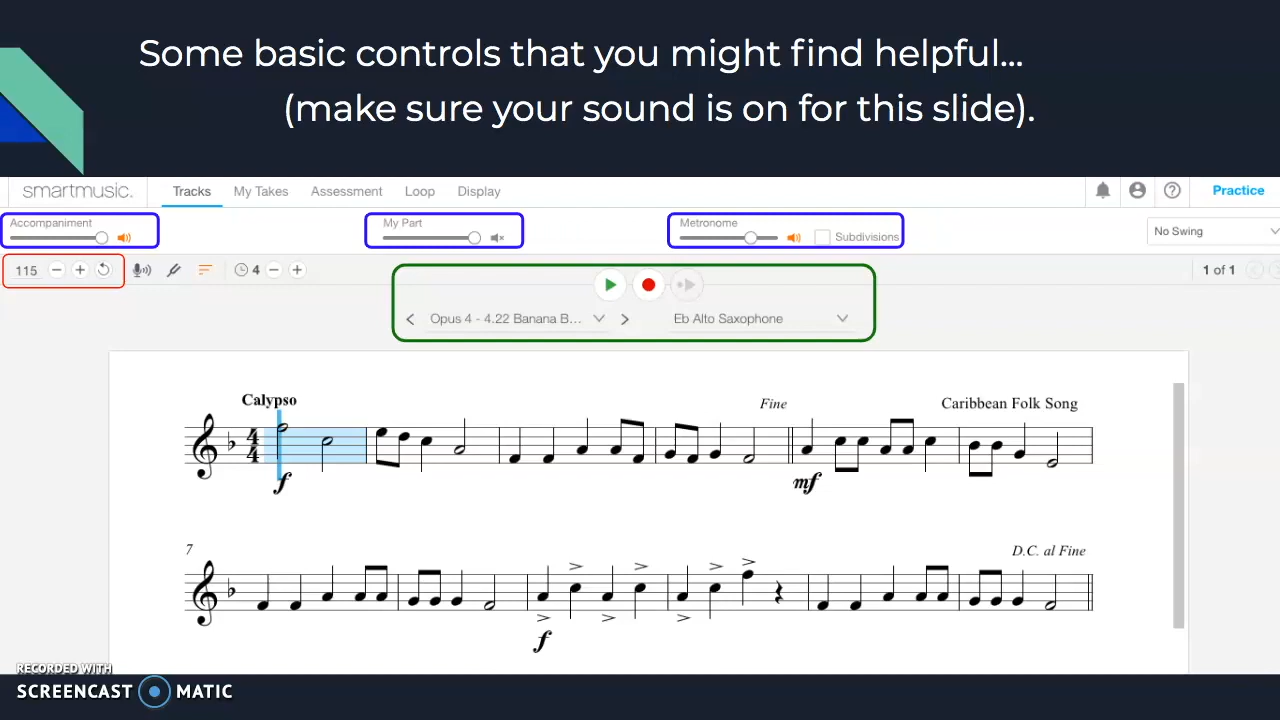 Some basic controls that you might find helpful...
(make sure your sound is on for this slide).
smartmusic.
Tracks My Takes Assessment Loop Display Practice
Accompaniment My Part Metronome
Subdivisions No Swing
115 4 1 of 1
Opus 4 - 4.22 Banana B... Eb Alto Saxophone
Calypso Fine Caribbean Folk Song
4
4
f mf
7 D.C. al Fine
f
RECORDED WITH
SCREENCAST MATIC